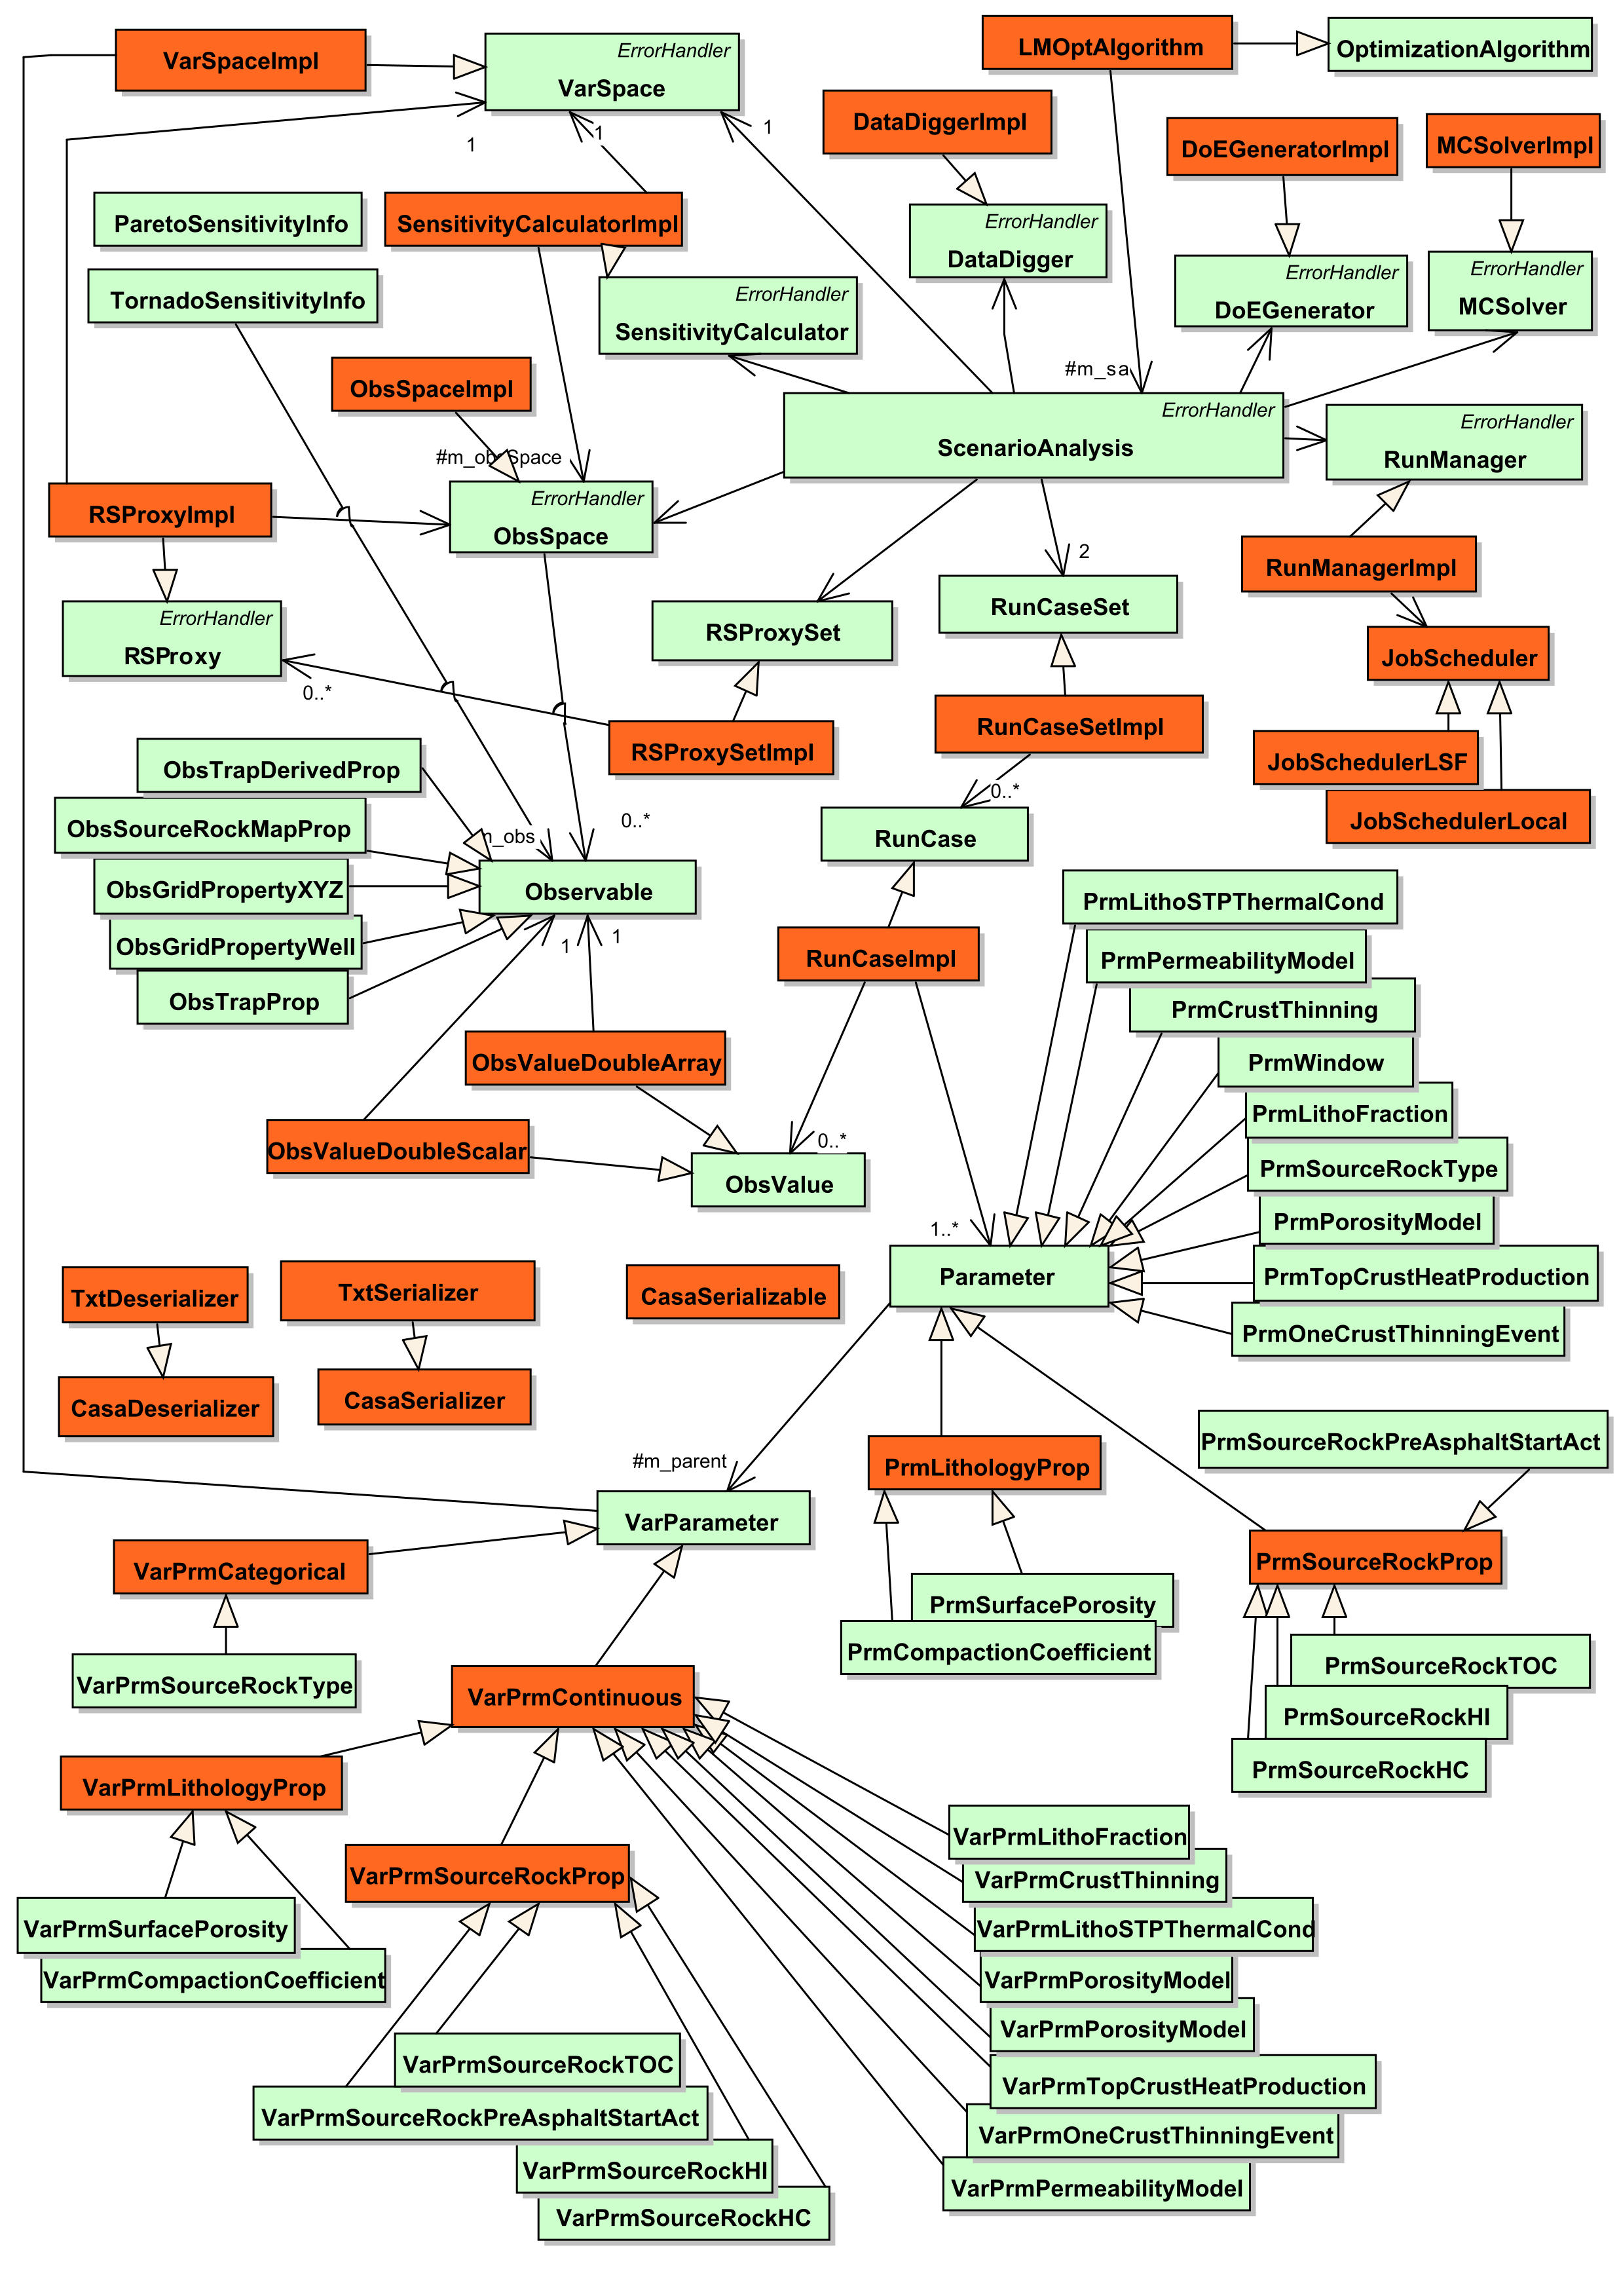 VarSpaceImpl
ErrorHandler
VarSpace
LMOptAlgorithm
OptimizationAlgorithm
1
1
1
DataDiggerImpl
DoEGeneratorImpl
MCSolverImpl
ParetoSensitivityInfo
SensitivityCalculatorImpl
ErrorHandler
DataDigger
ErrorHandler
DoEGenerator
ErrorHandler
MCSolver
TornadoSensitivityInfo
ErrorHandler
SensitivityCalculator
ObsSpaceImpl
#m_sa
ErrorHandler
ScenarioAnalysis
ErrorHandler
RunManager
#m_obsSpace
RSProxyImpl
ErrorHandler
ObsSpace
2
RunManagerImpl
ErrorHandler
RSProxy
RSProxySet
RunCaseSet
JobScheduler
0..*
RSProxySetImpl
RunCaseSetImpl
JobSchedulerLSF
JobSchedulerLocal
ObsTrapDerivedProp
ObsSourceRockMapProp
ObsGridPropertyXYZ
ObsGridPropertyWell
ObsTrapProp
m_obs
0..*
Observable
1
1
0..*
RunCase
RunCaseImpl
PrmLithoSTPThermalCond
PrmPermeabilityModel
PrmCrustThinning
PrmWindow
PrmLithoFraction
PrmSourceRockType
PrmPorosityModel
PrmTopCrustHeatProduction
PrmOneCrustThinningEvent
ObsValueDoubleArray
ObsValueDoubleScalar
0..*
ObsValue
1..*
Parameter
TxtDeserializer
TxtSerializer
CasaSerializable
CasaDeserializer
CasaSerializer
#m_parent
VarParameter
PrmLithologyProp
PrmSourceRockPreAsphaltStartAct
PrmSourceRockProp
PrmSurfacePorosity
PrmCompactionCoefficient
PrmSourceRockTOC
PrmSourceRockHI
PrmSourceRockHC
VarPrmCategorical
VarPrmSourceRockType
VarPrmContinuous
VarPrmLithologyProp
VarPrmSourceRockProp
VarPrmSurfacePorosity
VarPrmCompactionCoefficient
VarPrmLithoFraction
VarPrmCrustThinning
VarPrmLithoSTPThermalCond
VarPrmPorosityModel
VarPrmPorosityModel
VarPrmTopCrustHeatProduction
VarPrmOneCrustThinningEvent
VarPrmPermeabilityModel
VarPrmSourceRockTOC
VarPrmSourceRockPreAsphaltStartAct
VarPrmSourceRockHI
VarPrmSourceRockHC